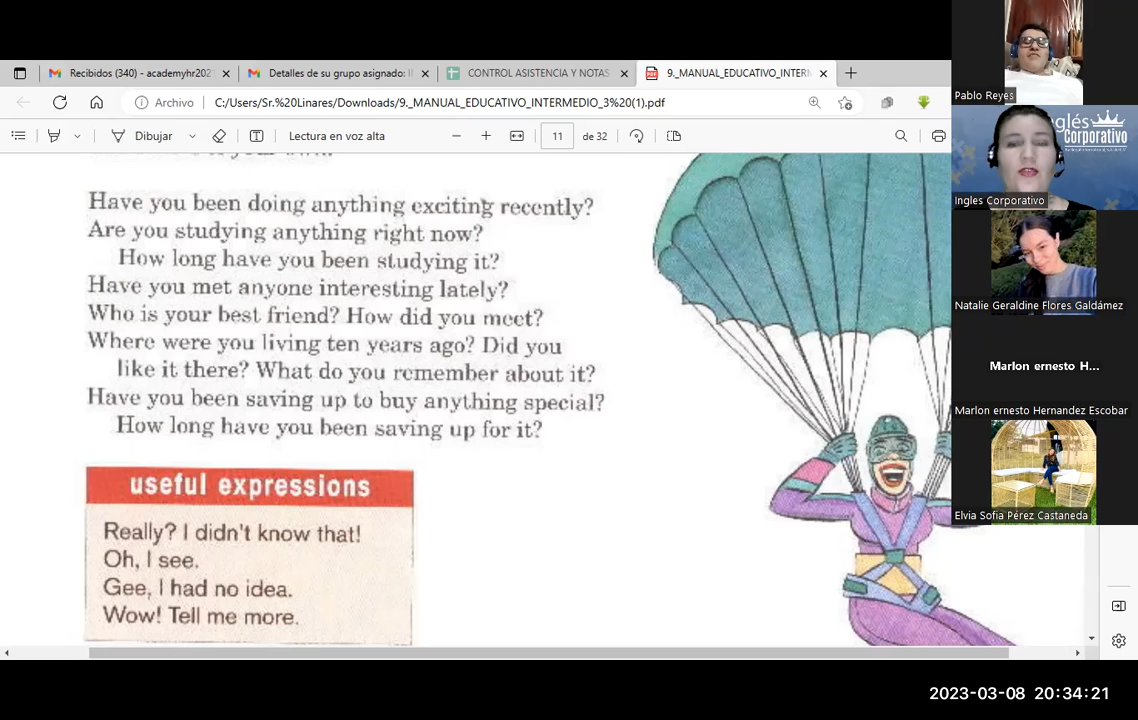 Recibidos (340) - academyhr202
Detalles de su grupo asignado: I
CONTROL ASISTENCIA Y NOTAS
9._MANUAL_EDUCATIVO_INTERM
Archivo
C:/Users/Sr.%20Linares/Downloads/9._MANUAL_EDUCATIVO_INTERMEDIO_3%20(1).pdf
Dibujar
Lectura en voz alta
11
de 32
Have you been doing anything exciting recently?
Are you studying anything right now?
How long have you been studying it?
Have you met anyone interesting lately?
Who is your best friend? How did you meet?
Where were you living ten years ago? Did you
like it there? What do you remember about it?
Have you been saving up to buy anything special?
How long have you been saving up for it?
useful expressions
Really? I didn't know that!
Oh, I see.
Gee, I had no idea.
Wow! Tell me more.
Pablo Reyes
glés
Corporativo
Ingles Corporativo
Natalie Geraldine Flores Galdámez
Marlon ernesto H...
Marlon ernesto Hernandez Escobar
Elvia Sofia Pérez Castaneda
2023-03-08 20:34:21